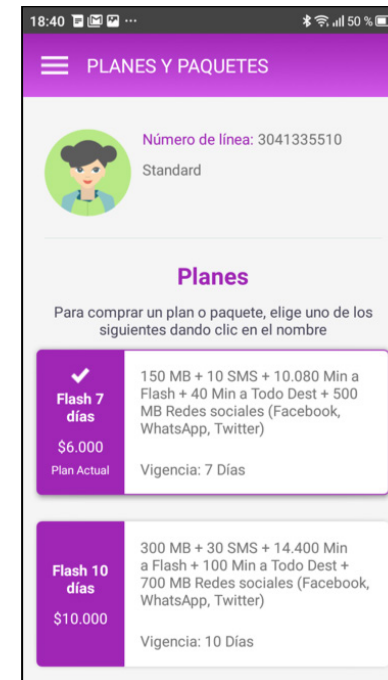 18:40 ... 50 %
PLANES Y PAQUETES
Número de línea: 3041335510
Standard
Planes
Para comprar un plan o paquete, elige uno de los
siguientes dando clic en el nombre
Flash 7
días
$6.000
Plan Actual
150 MB + 10 SMS + 10.080 Min a
Flash + 40 Min a Todo Dest + 500
MB Redes sociales (Facebook,
WhatsApp, Twitter)
Vigencia: 7 Días
Flash 10
días
$10.000
300 MB + 30 SMS + 14.400 Min
a Flash + 100 Min a Todo Dest +
700 MB Redes sociales (Facebook,
WhatsApp, Twitter)
Vigencia: 10 Días